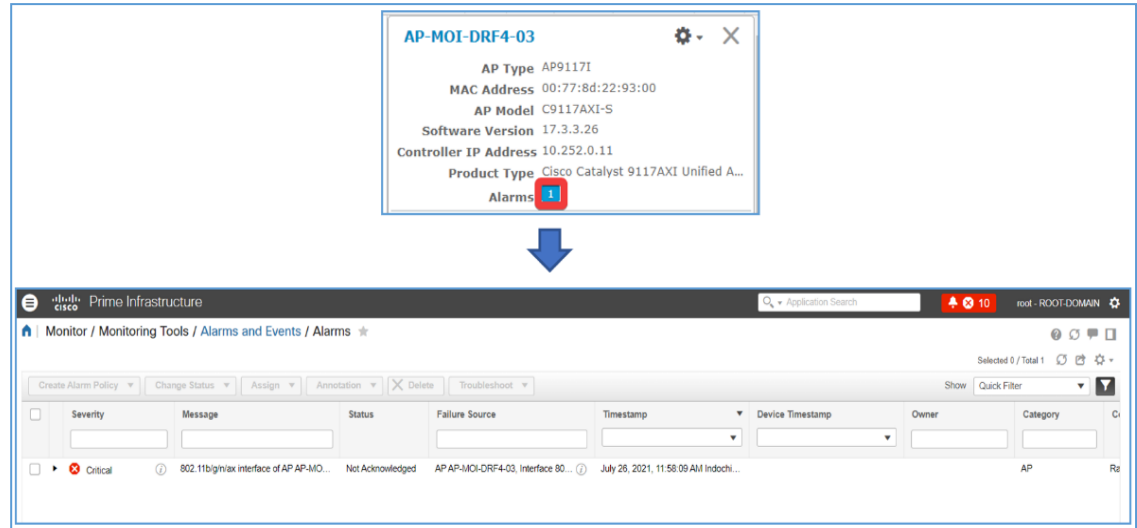 AP-MOI-DRF4-03
AP Type AP9117I
MAC Address 00:77:8d:22:93:00
AP Model C9117AXI-S
Software Version 17.3.3.26
Controller IP Address 10.252.0.11
Product Type Cisco Catalyst 9117AXI Unified A...
Alarms 1
CISCO Prime Infrastructure Application Search 10 root - ROOT-DOMAIN
Monitor / Monitoring Tools / Alarms and Events / Alarms
Selected 0 / Total 1
Create Alarm Policy Change Status Assign Annotation Delete Troubleshoot Show Quick Filter
Severity Message Status Failure Source Timestamp Device Timestamp Owner Category
Critical 802.11b/g/n/ax interface of AP AP-MO... Not Acknowledged AP AP-MOI-DRF4-03, Interface 80... July 26, 2021, 11:58:09 AM Indochi... AP